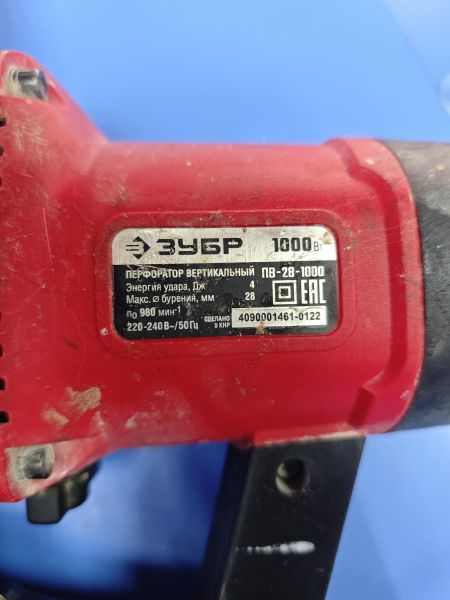 ЗУБР 1000 В
ПЕРФОРАТОР ВЕРТИКАЛЬНЫЙ ПВ-28-1000
Энергия удара, Дж 4
Макс. ⌀ бурения, мм 28
n₀ 980 мин⁻¹
EAC
220-240 В~/50 Гц СДЕЛАНО В КНР 4090001461-0122